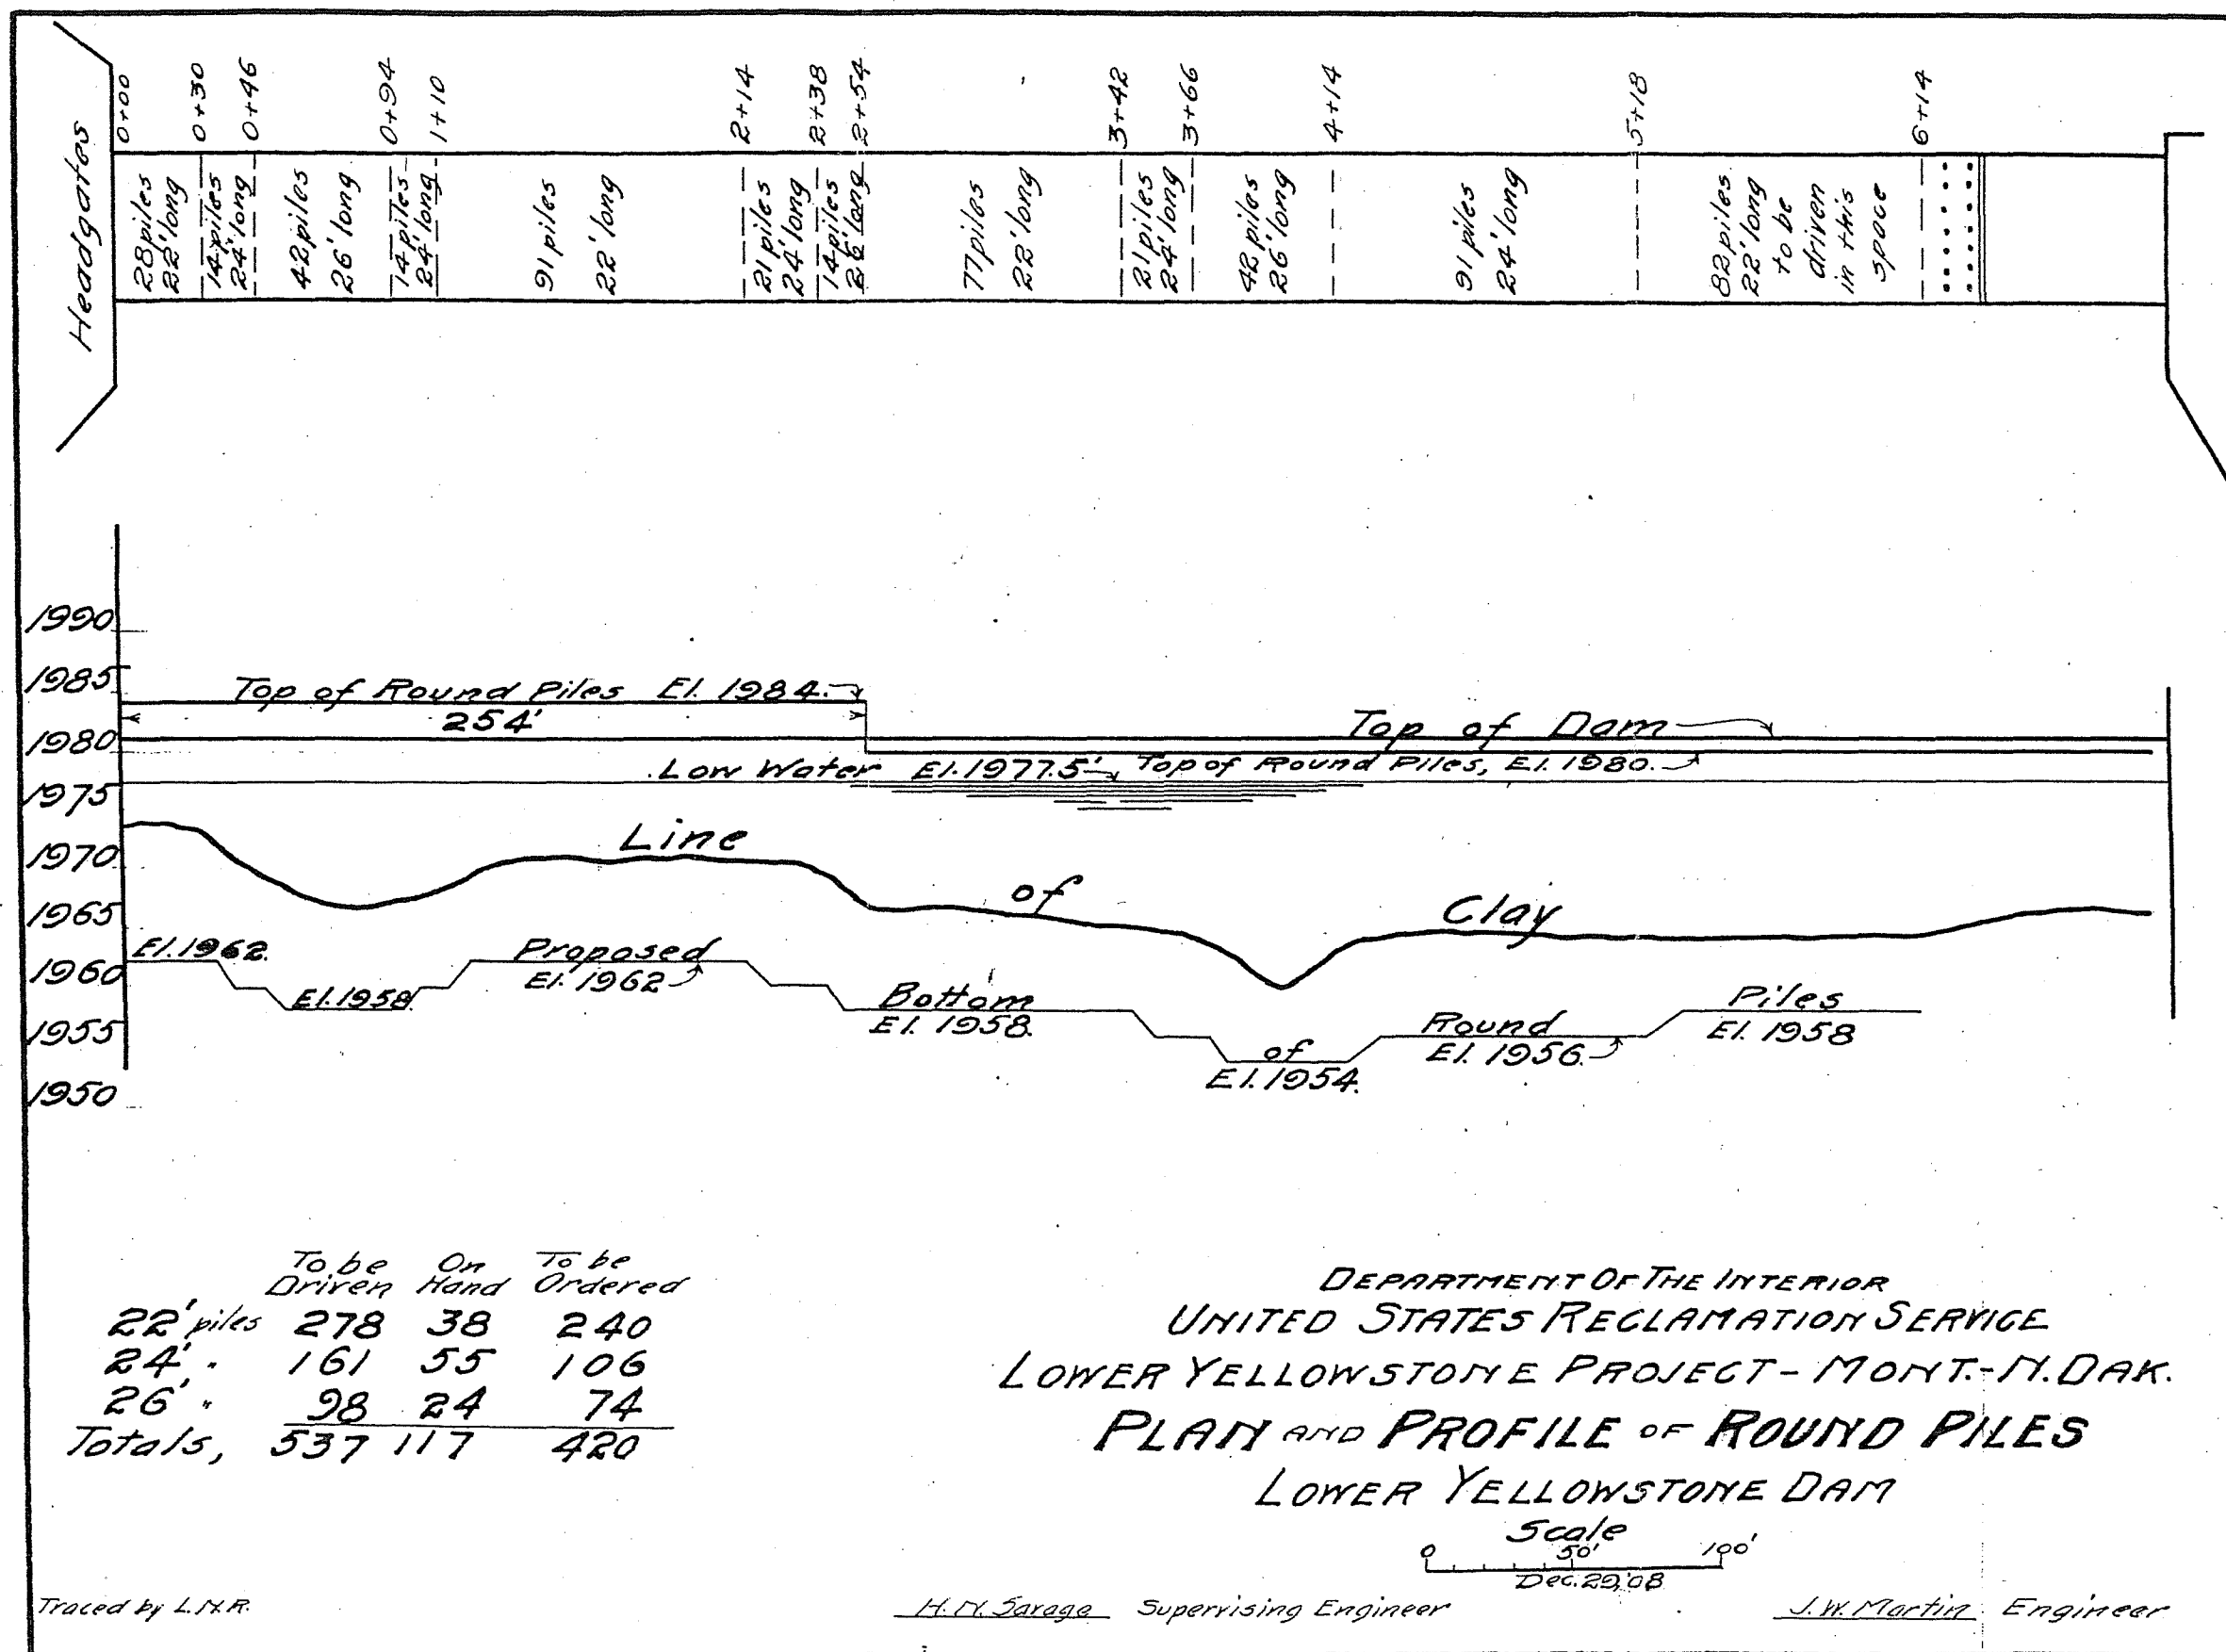 Headgates
0+00
0+30
0+46
0+94
1+10
2+14
2+38
2+54
3+42
3+66
4+14
5+18
6+14
28 piles
22' long
14 piles
24' long
42 piles
26' long
14 piles
24' long
91 piles
22' long
21 piles
24' long
14 piles
26' long
77 piles
22' long
21 piles
24' long
42 piles
26' long
91 piles
24' long
82 piles
22' long
to be
driven
in this
space
1990
1985
1980
1975
1970
1965
1960
1955
1950
Top of Round Piles El. 1984.
254'
Top of Dam
Low Water El. 1977.5' Top of Round Piles, El. 1980.
Line of Clay
El. 1962.
El. 1958
Proposed
El. 1962
Bottom
El. 1958.
of
El. 1954.
Round
El. 1956.
Piles
El. 1958
To be Driven On Hand To be Ordered
22' piles 278 38 240
24' " 161 55 106
26' " 98 24 74
Totals, 537 117 420
DEPARTMENT OF THE INTERIOR
UNITED STATES RECLAMATION SERVICE
LOWER YELLOWSTONE PROJECT - MONT.-N.DAK.
PLAN AND PROFILE OF ROUND PILES
LOWER YELLOWSTONE DAM
Scale
0 50' 100'
Dec. 29, '08
Traced by L.N.R.
H.N. Savage Supervising Engineer
J.W. Martin Engineer